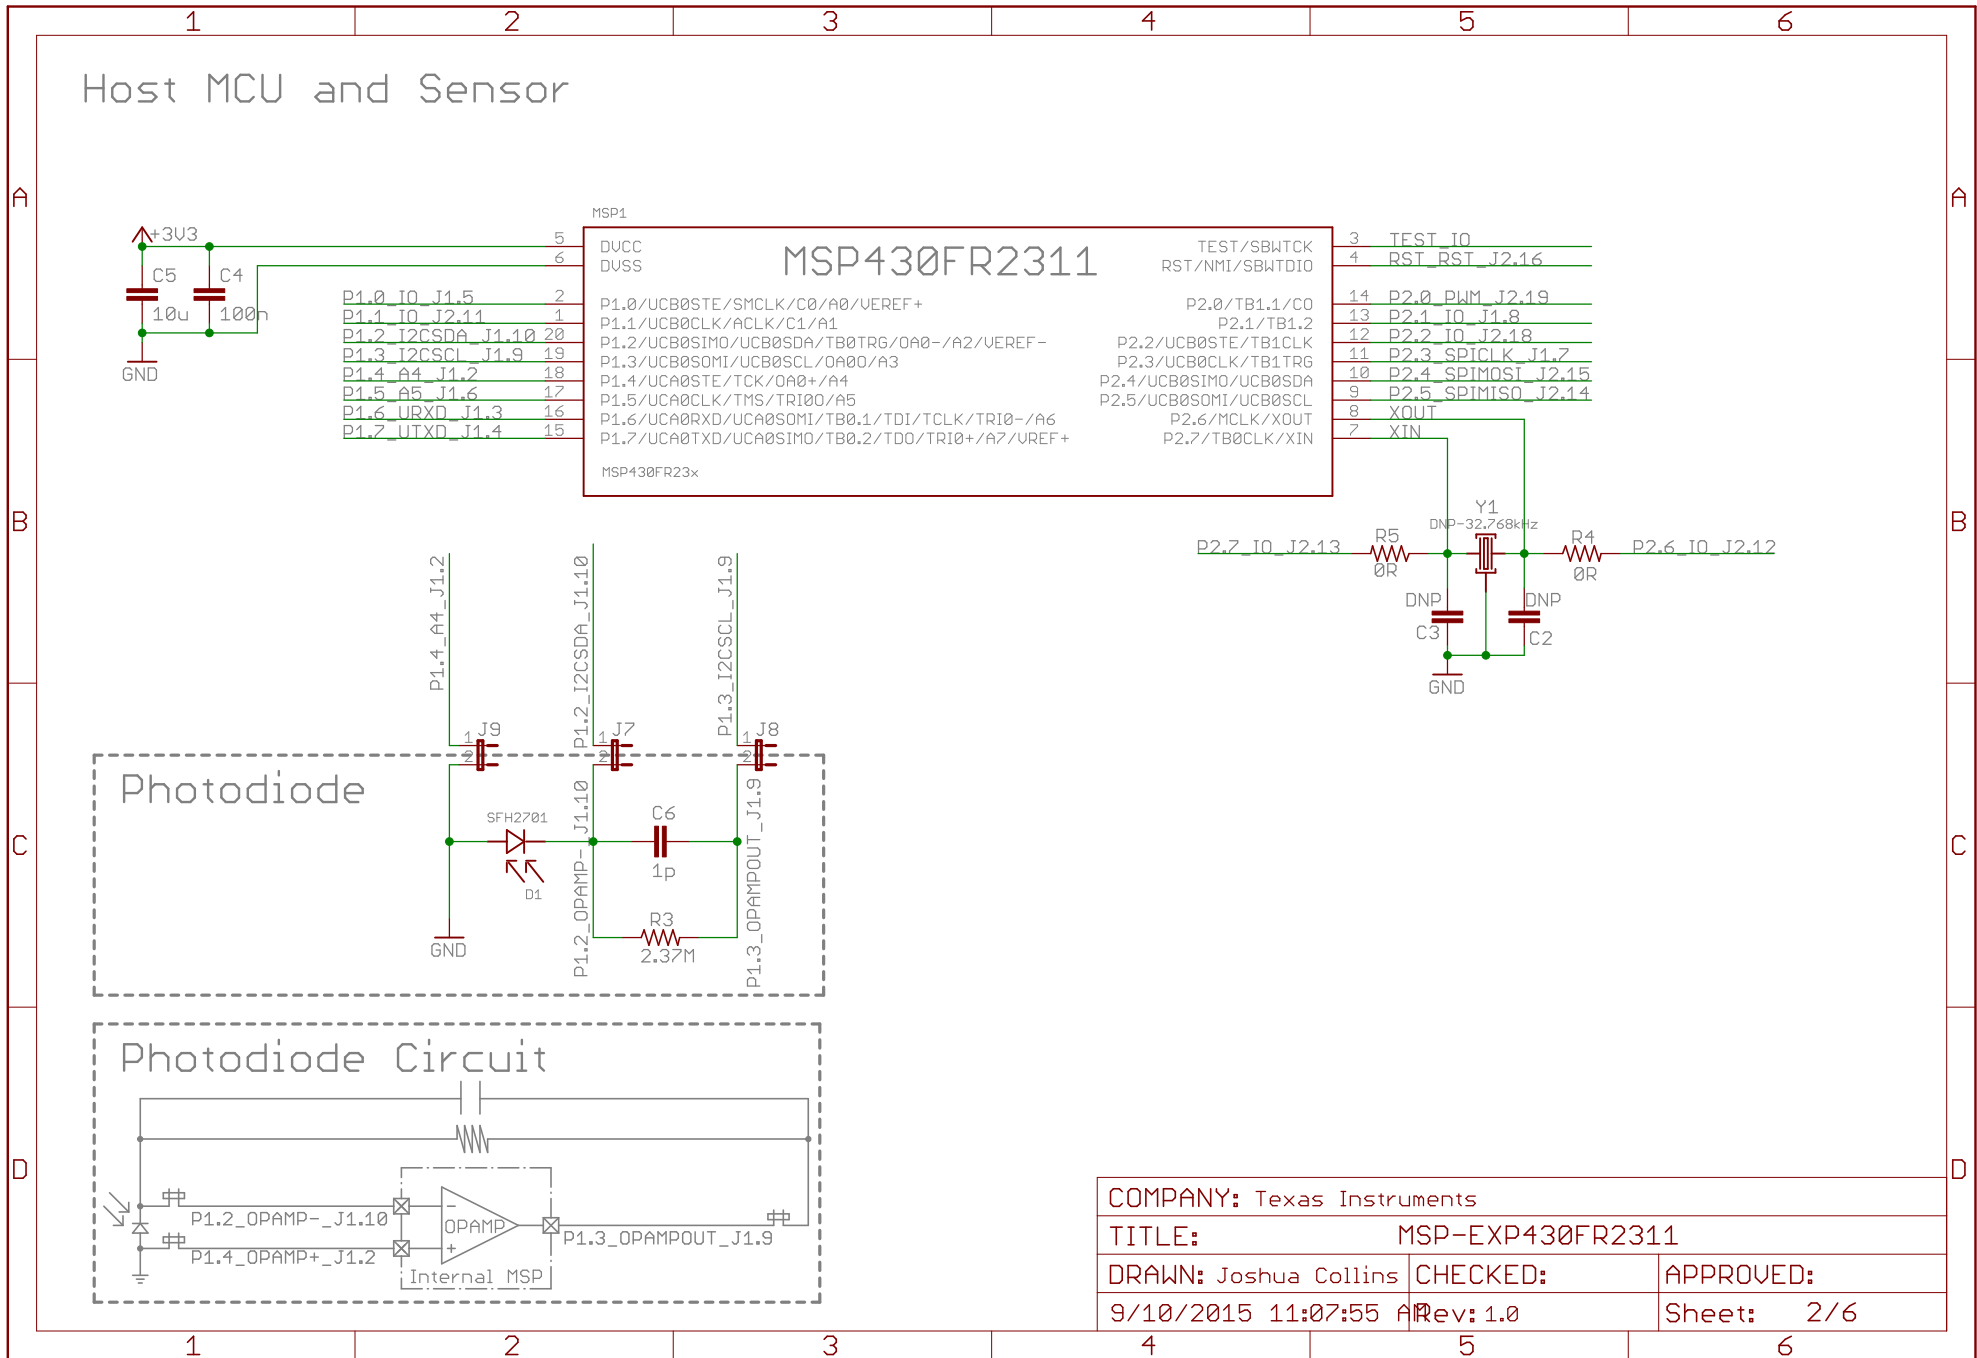 1 2 3 4 5 6
Host MCU and Sensor
A A
MSP1
MSP430FR2311
+3V3
C5 C4
10u 100n
GND
5 DVCC
6 DVSS
P1.0_IO_J1.5 2 P1.0/UCB0STE/SMCLK/C0/A0/VEREF+
P1.1_IO_J2.11 1 P1.1/UCB0CLK/ACLK/C1/A1
P1.2_I2CSDA_J1.10 20 P1.2/UCB0SIMO/UCB0SDA/TB0TRG/OA0-/A2/VEREF-
P1.3_I2CSCL_J1.9 19 P1.3/UCB0SOMI/UCB0SCL/OA0O/A3
P1.4_A4_J1.2 18 P1.4/UCA0STE/TCK/OA0+/A4
P1.5_A5_J1.6 17 P1.5/UCA0CLK/TMS/TRI0O/A5
P1.6_URXD_J1.3 16 P1.6/UCA0RXD/UCA0SOMI/TB0.1/TDI/TCLK/TRI0-/A6
P1.7_UTXD_J1.4 15 P1.7/UCA0TXD/UCA0SIMO/TB0.2/TDO/TRI0+/A7/VREF+
MSP430FR23x
TEST/SBWTCK 3 TEST_IO
RST/NMI/SBWTDIO 4 RST_RST_J2.16
P2.0/TB1.1/CO 14 P2.0_PWM_J2.19
P2.1/TB1.2 13 P2.1_IO_J1.8
P2.2/UCB0STE/TB1CLK 12 P2.2_IO_J2.18
P2.3/UCB0CLK/TB1TRG 11 P2.3_SPICLK_J1.7
P2.4/UCB0SIMO/UCB0SDA 10 P2.4_SPIMOSI_J2.15
P2.5/UCB0SOMI/UCB0SCL 9 P2.5_SPIMISO_J2.14
P2.6/MCLK/XOUT 8 XOUT
P2.7/TB0CLK/XIN 7 XIN
B B
Y1
DNP-32.768kHz
P2.7_IO_J2.13 R5 0R
R4 0R P2.6_IO_J2.12
DNP DNP
C3 C2
GND
P1.4_A4_J1.2
P1.2_I2CSDA_J1.10
P1.3_I2CSCL_J1.9
1 2 J9
1 2 J7
1 2 J8
C C
Photodiode
SFH2701
D1
P1.2_OPAMP-_J1.10
C6
1p
R3
2.37M
P1.3_OPAMPOUT_J1.9
GND
Photodiode Circuit
D D
P1.2_OPAMP-_J1.10
P1.4_OPAMP+_J1.2
-
OPAMP
+
Internal MSP
P1.3_OPAMPOUT_J1.9
COMPANY: Texas Instruments
TITLE: MSP-EXP430FR2311
DRAWN: Joshua Collins CHECKED: APPROVED:
9/10/2015 11:07:55 AM Rev: 1.0 Sheet: 2/6
1 2 3 4 5 6